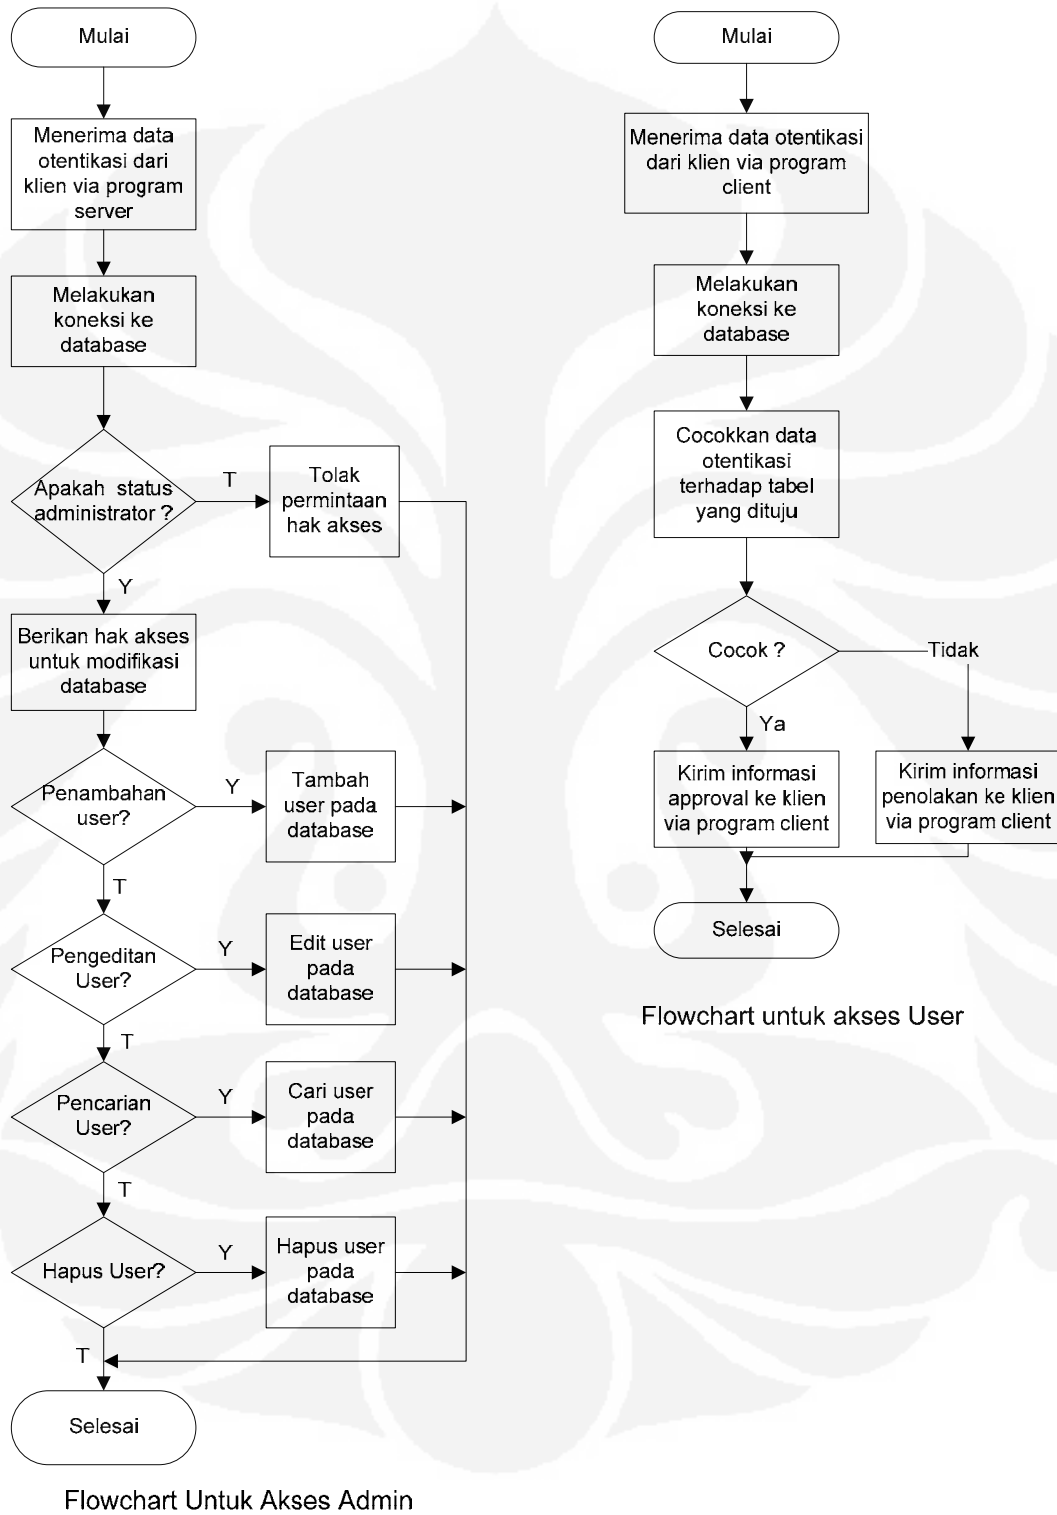 Mulai
Menerima data
otentikasi dari
klien via program
server
Melakukan
koneksi ke
database
Apakah status
administrator ?
T
Tolak
permintaan
hak akses
Y
Berikan hak akses
untuk modifikasi
database
Penambahan
user?
Y
Tambah
user pada
database
T
Pengeditan
User?
Y
Edit user
pada
database
T
Pencarian
User?
Y
Cari user
pada
database
T
Hapus User?
Y
Hapus user
pada
database
T
Selesai
Flowchart Untuk Akses Admin
Mulai
Menerima data otentikasi
dari klien via program
client
Melakukan
koneksi ke
database
Cocokkan data
otentikasi
terhadap tabel
yang dituju
Cocok ?
Tidak
Ya
Kirim informasi
approval ke klien
via program client
Kirim informasi
penolakan ke klien
via program client
Selesai
Flowchart untuk akses User